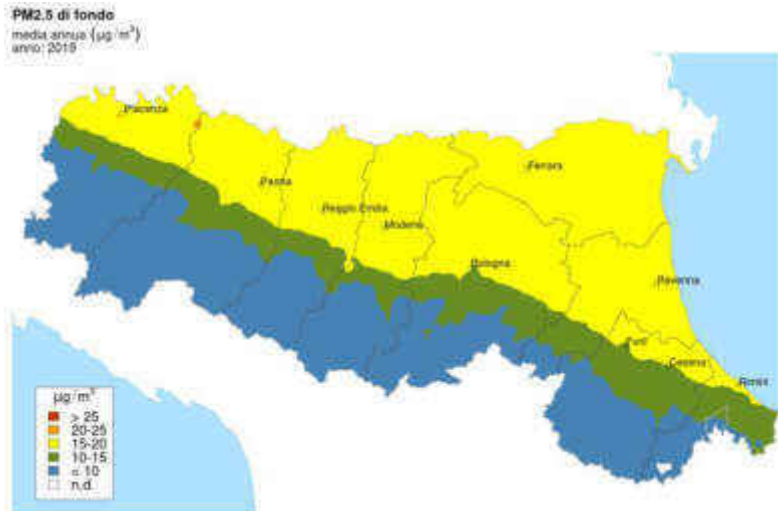 PM2.5 di fondo
media annua (µg/m³)
anno: 2019
Piacenza
Parma
Reggio Emilia
Modena
Ferrara
Bologna
Ravenna
Forlì
Cesena
Rimini
µg/m³
> 25
20-25
15-20
10-15
< 10
n.d.